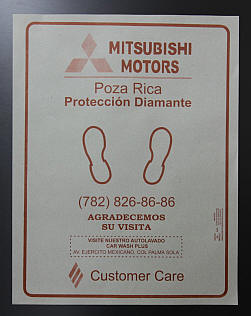 MITSUBISHI
MOTORS
Poza Rica
Protección Diamante
(782) 826-86-86
AGRADECEMOS
SU VISITA
VISITE NUESTRO AUTOLAVADO
CAR WASH PLUS
AV. EJERCITO MEXICANO, COL PALMA SOLA
Customer Care